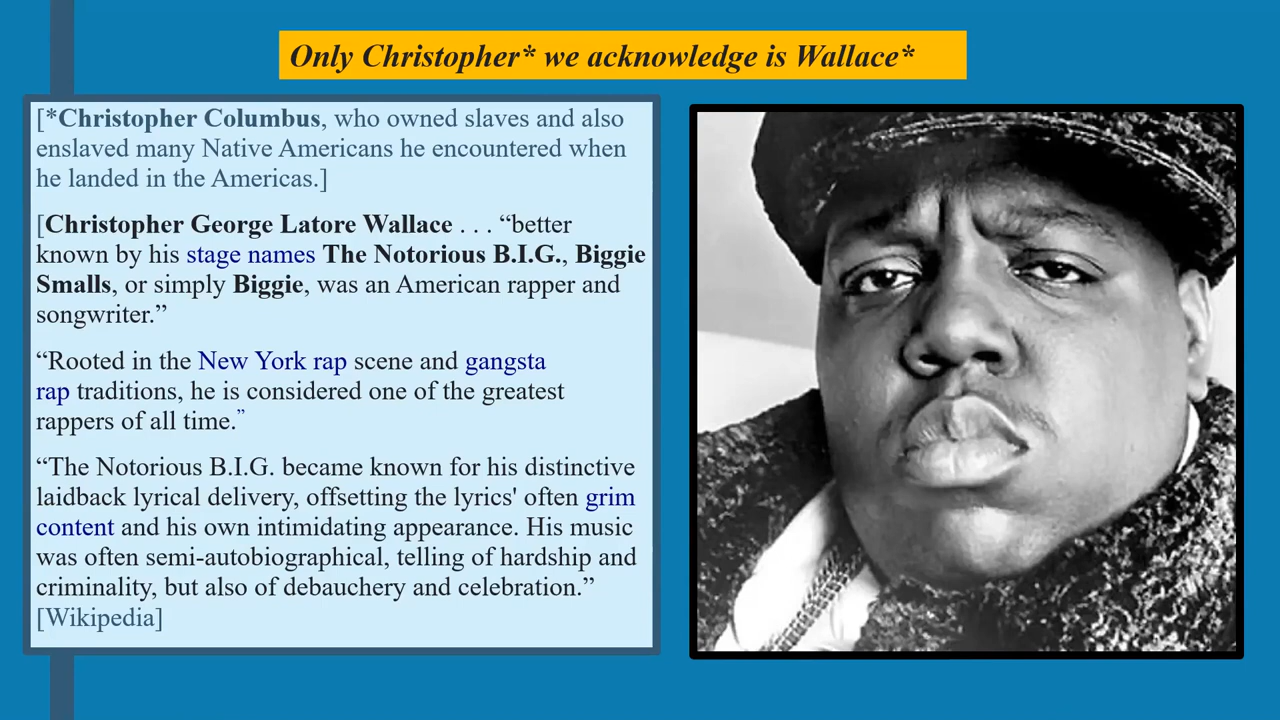 Only Christopher* we acknowledge is Wallace*
[*Christopher Columbus, who owned slaves and also
enslaved many Native Americans he encountered when
he landed in the Americas.]
[Christopher George Latore Wallace . . . “better
known by his stage names The Notorious B.I.G., Biggie
Smalls, or simply Biggie, was an American rapper and
songwriter.”
“Rooted in the New York rap scene and gangsta
rap traditions, he is considered one of the greatest
rappers of all time.”
“The Notorious B.I.G. became known for his distinctive
laidback lyrical delivery, offsetting the lyrics' often grim
content and his own intimidating appearance. His music
was often semi-autobiographical, telling of hardship and
criminality, but also of debauchery and celebration.”
[Wikipedia]